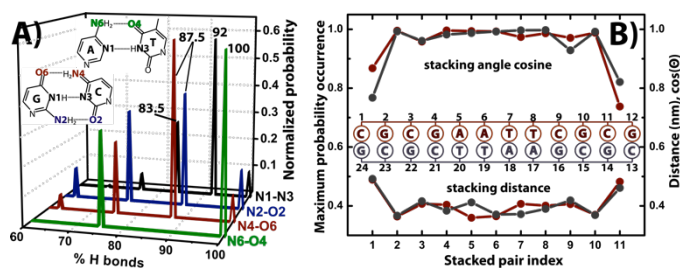 A)
N6
H₂
O4
A
N1
H
N3
T
N
O
87.5
92
100
83.5
O6
H₂N4
G
N1
H
N3
C
N
N2H₂
O2
Normalized probability
0.6
0.5
0.4
0.3
0.2
0.1
N1-N3
N2-O2
N4-O6
N6-O4
60
70
80
90
100
% H bonds
B)
Maximum probability occurrence
1.0
0.8
0.6
0.4
stacking angle cosine
1 2 3 4 5 6 7 8 9 10 11 12
C G C G A A T T C G C G
G C G C T T A A G C G C
24 23 22 21 20 19 18 17 16 15 14 13
stacking distance
1.0
0.8
0.6
0.4
Distance (nm), cos(Θ)
1 2 3 4 5 6 7 8 9 10 11
Stacked pair index